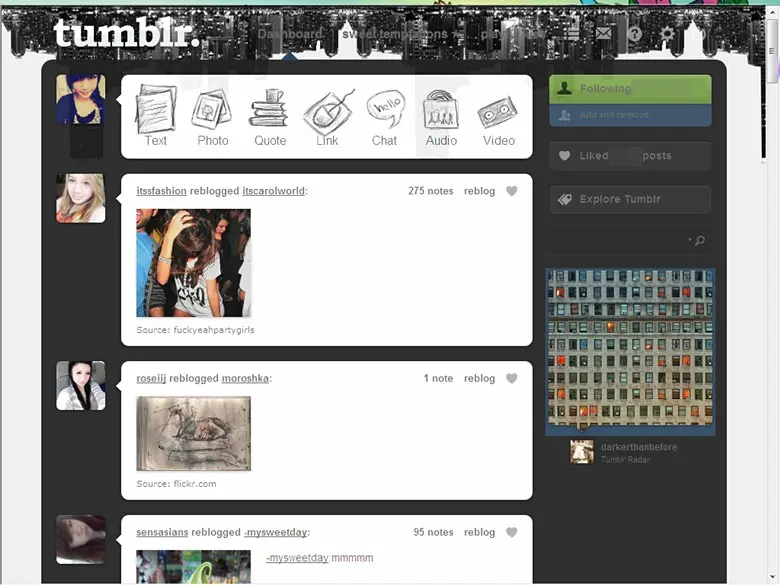 tumblr.
Dashboard sweet temptations
hello
Text Photo Quote Link Chat Audio Video
Following
Add and remove
Liked posts
Explore Tumblr
itssfashion reblogged itscarolworld: 275 notes reblog
Source: fuckyeahpartygirls
roseiij reblogged moroshka: 1 note reblog
Source: flickr.com
darkerthanbefore
Tumblr Radar
sensasians reblogged -mysweetday: 95 notes reblog
-mysweetday:mmmmm